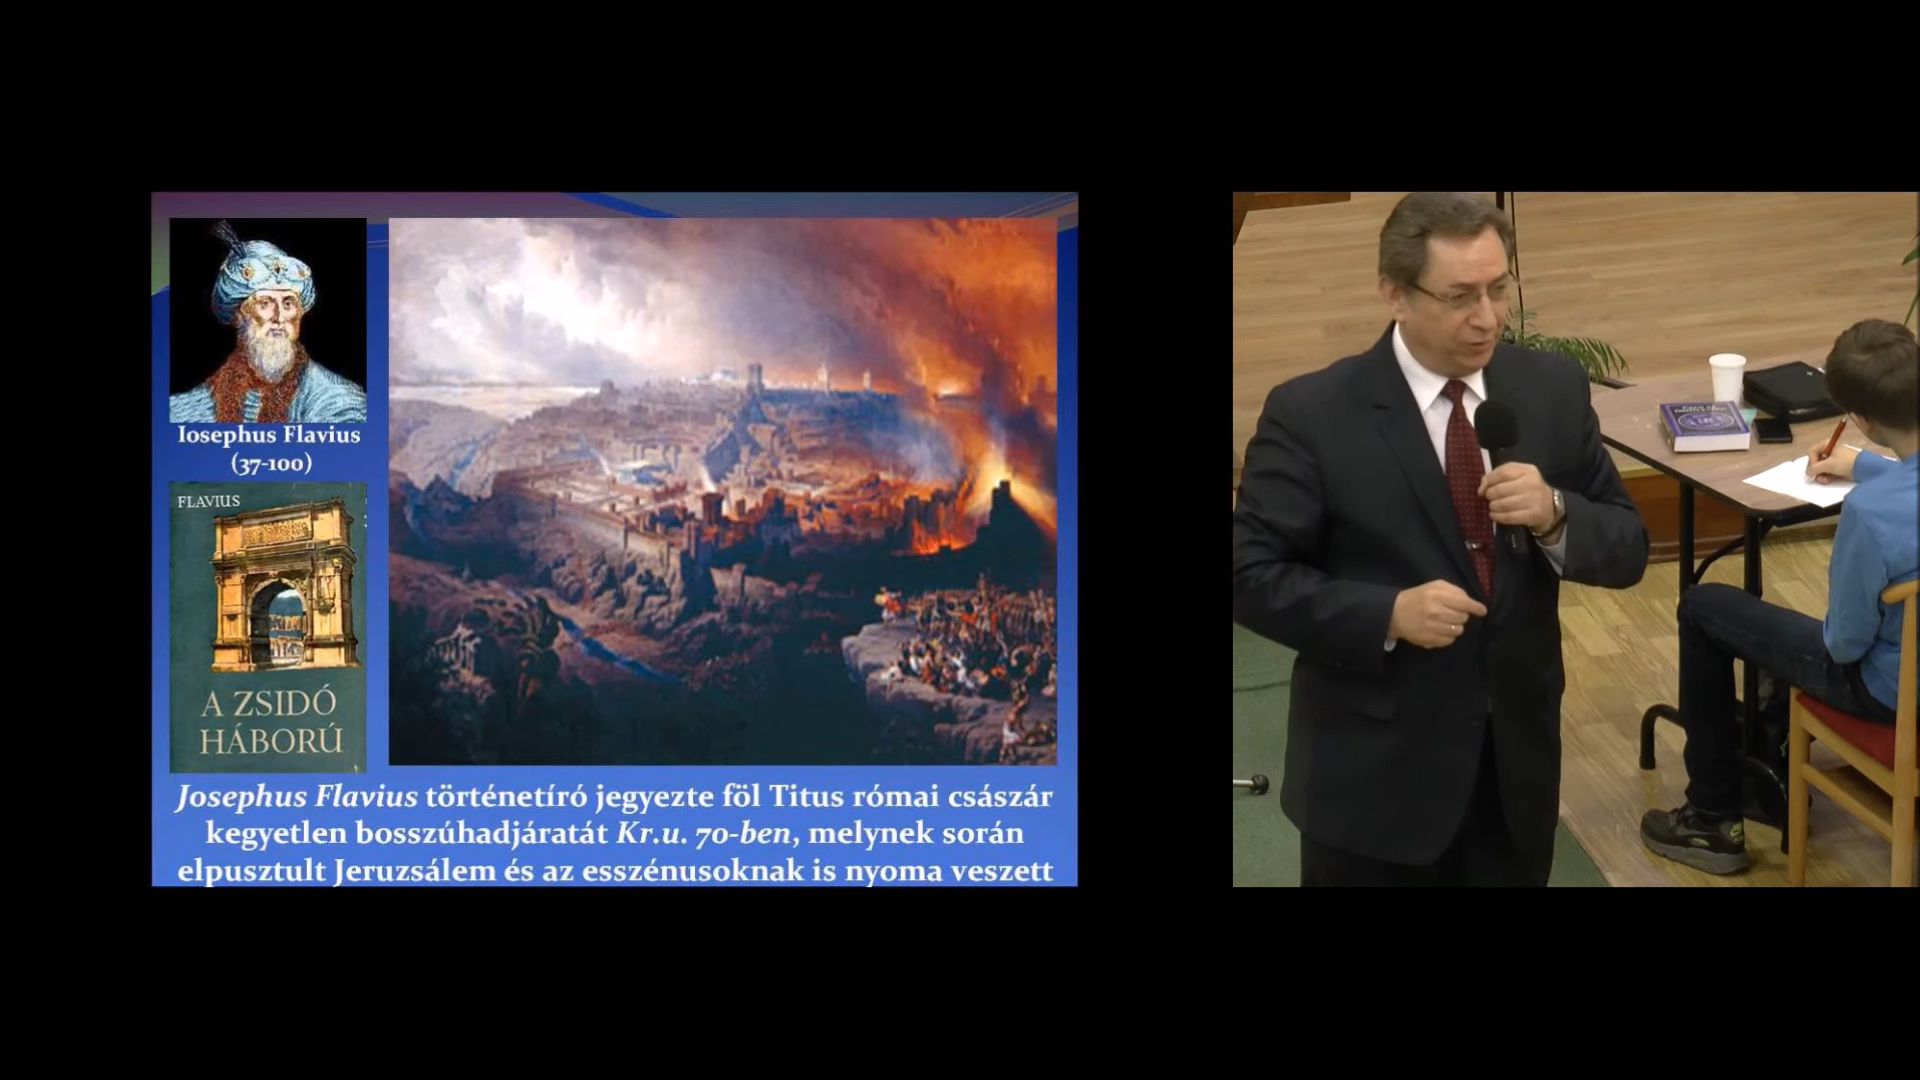 Iosephus Flavius
(37-100)
FLAVIUS
A ZSIDÓ
HÁBORÚ
Josephus Flavius történetíró jegyezte föl Titus római császár
kegyetlen bosszúhadjáratát Kr.u. 70-ben, melynek során
elpusztult Jeruzsálem és az esszénusoknak is nyoma veszett